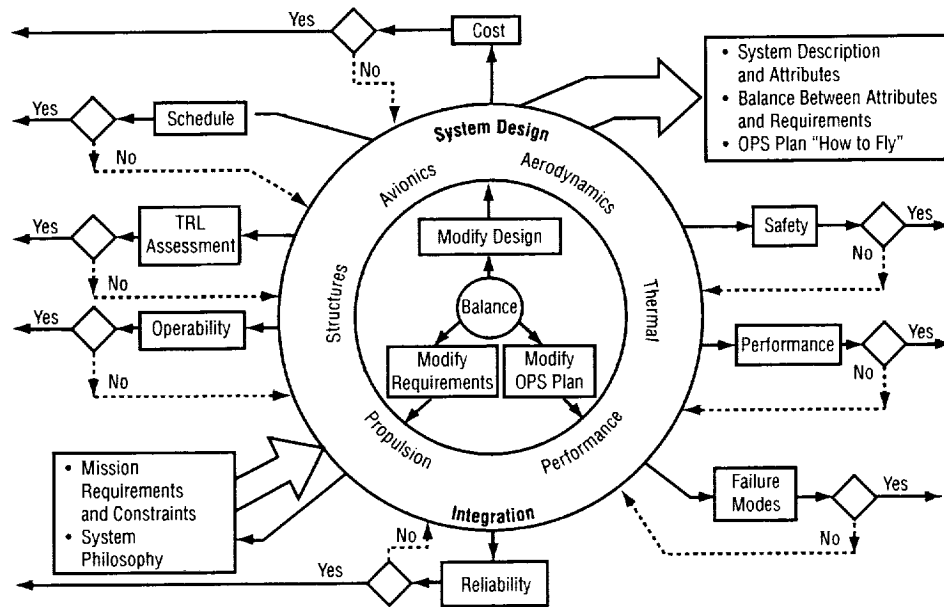 Yes
Cost
No
• System Description
and Attributes
• Balance Between Attributes
and Requirements
• OPS Plan “How to Fly”
Yes
Schedule
No
System Design
Avionics
Aerodynamics
Yes
TRL
Assessment
No
Modify Design
Safety
Yes
No
Structures
Thermal
Balance
Yes
Operability
No
Modify
Requirements
Modify
OPS Plan
Performance
Yes
No
Propulsion
Performance
• Mission
Requirements
and Constraints
• System
Philosophy
Integration
Failure
Modes
Yes
No
Yes
No
Reliability